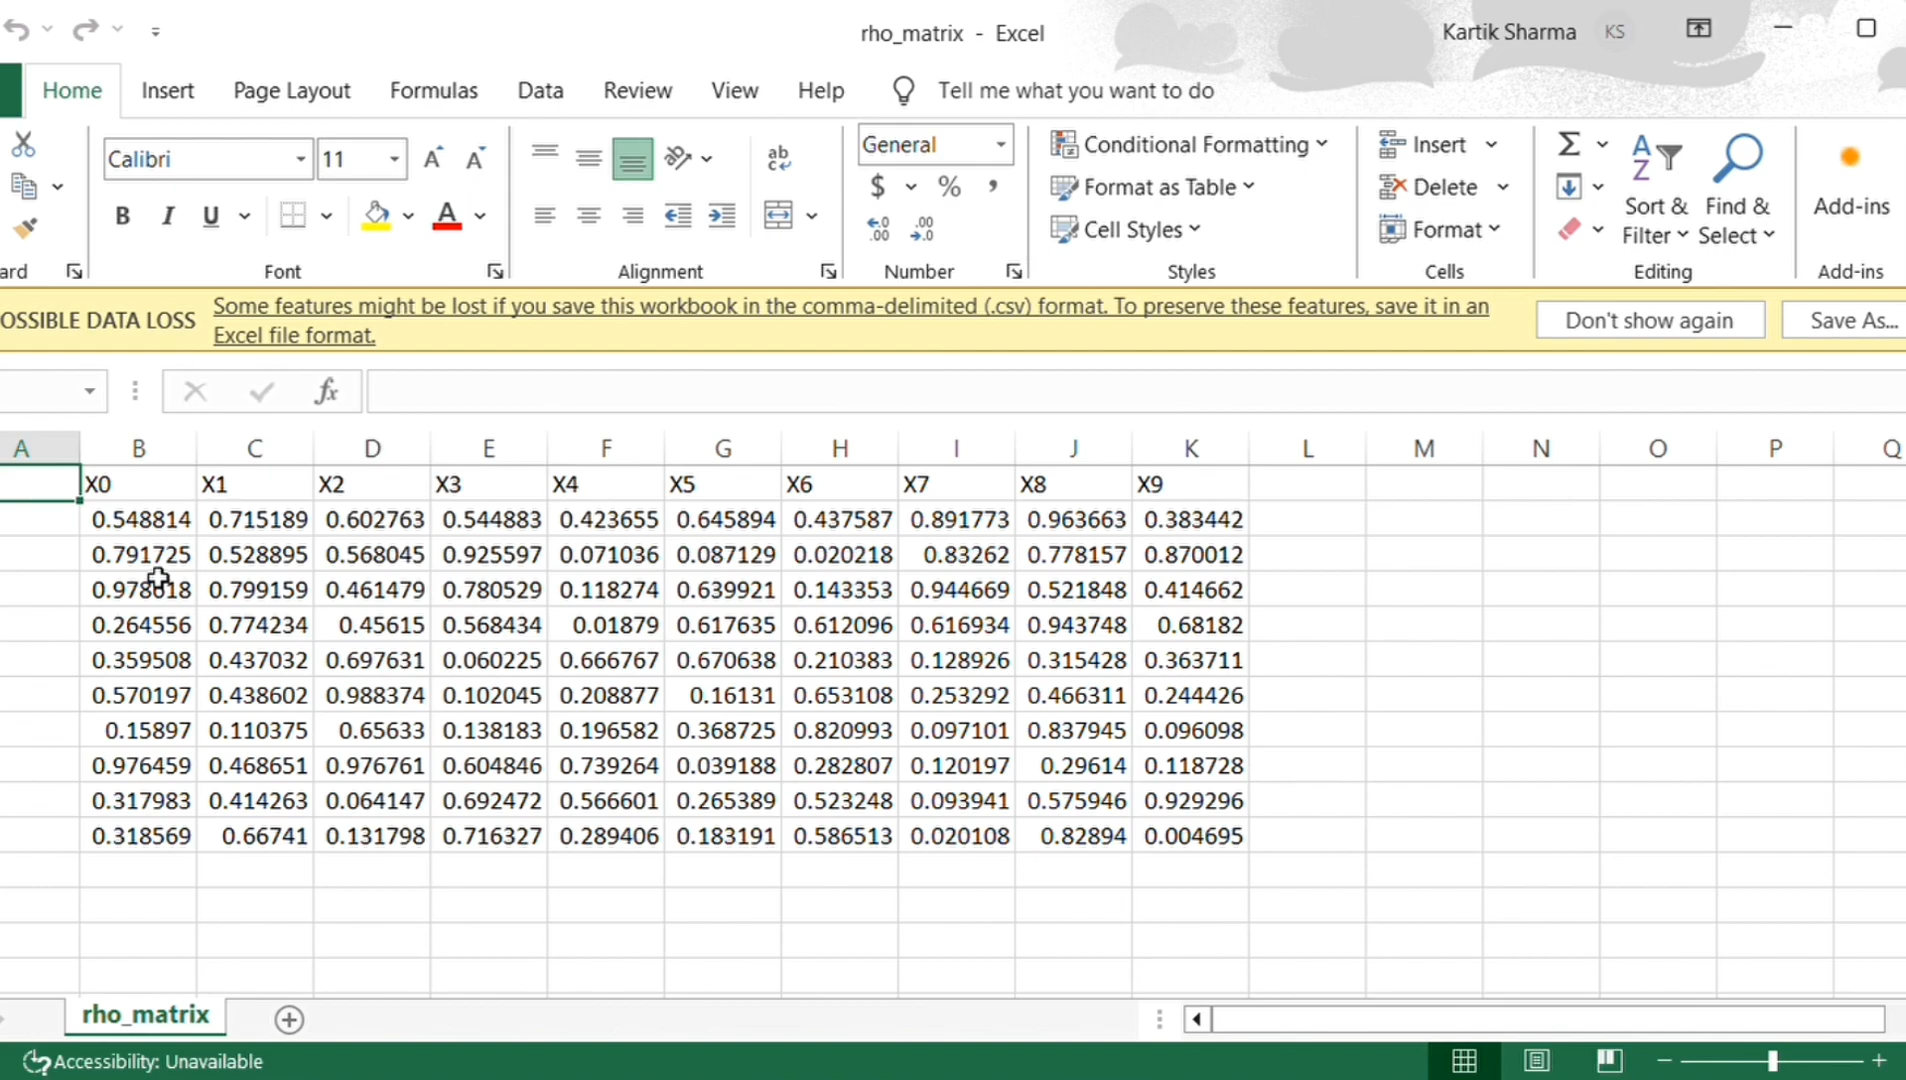 rho_matrix - Excel
Kartik Sharma KS
Home Insert Page Layout Formulas Data Review View Help Tell me what you want to do
Calibri 11 A A ab General Conditional Formatting Insert Σ A Z
$ % , Format as Table Delete Sort & Find & Add-ins
B I U A .00 .00 Cell Styles Format Filter Select
ard Font Alignment Number Styles Cells Editing Add-ins
OSSIBLE DATA LOSS Some features might be lost if you save this workbook in the comma-delimited (.csv) format. To preserve these features, save it in an Don't show again Save As...
Excel file format.
fx
A B C D E F G H I J K L M N O P Q
X0 X1 X2 X3 X4 X5 X6 X7 X8 X9
0.548814 0.715189 0.602763 0.544883 0.423655 0.645894 0.437587 0.891773 0.963663 0.383442
0.791725 0.528895 0.568045 0.925597 0.071036 0.087129 0.020218 0.83262 0.778157 0.870012
0.978618 0.799159 0.461479 0.780529 0.118274 0.639921 0.143353 0.944669 0.521848 0.414662
0.264556 0.774234 0.45615 0.568434 0.01879 0.617635 0.612096 0.616934 0.943748 0.68182
0.359508 0.437032 0.697631 0.060225 0.666767 0.670638 0.210383 0.128926 0.315428 0.363711
0.570197 0.438602 0.988374 0.102045 0.208877 0.16131 0.653108 0.253292 0.466311 0.244426
0.15897 0.110375 0.65633 0.138183 0.196582 0.368725 0.820993 0.097101 0.837945 0.096098
0.976459 0.468651 0.976761 0.604846 0.739264 0.039188 0.282807 0.120197 0.29614 0.118728
0.317983 0.414263 0.064147 0.692472 0.566601 0.265389 0.523248 0.093941 0.575946 0.929296
0.318569 0.66741 0.131798 0.716327 0.289406 0.183191 0.586513 0.020108 0.82894 0.004695
rho_matrix
Accessibility: Unavailable